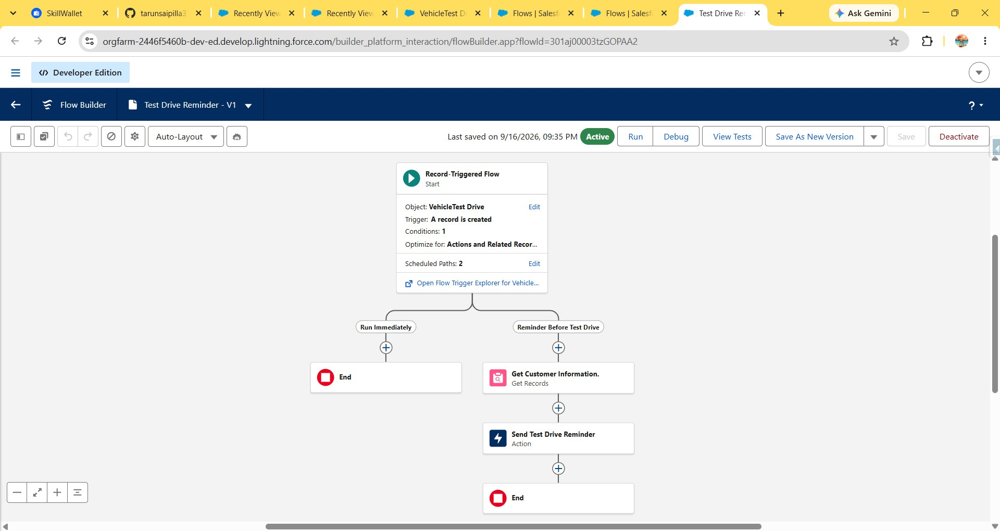 SkillWallet
tarunsaipilla3
Recently View
Recently View
VehicleTest D
Flows | Salesf
Flows | Salesf
Test Drive Rer
Ask Gemini
orgfarm-2446f5460b-dev-ed.develop.lightning.force.com/builder_platform_interaction/flowBuilder.app?flowId=301aj00003tzGOPAA2
Developer Edition
Flow Builder
Test Drive Reminder - V1
?
Auto-Layout
Last saved on 9/16/2026, 09:35 PM
Active
Run
Debug
View Tests
Save As New Version
Save
Deactivate
Record-Triggered Flow
Start
Object: VehicleTest Drive
Edit
Trigger: A record is created
Conditions: 1
Optimize for: Actions and Related Recor...
Scheduled Paths: 2
Edit
Open Flow Trigger Explorer for Vehicle...
Run Immediately
Reminder Before Test Drive
End
Get Customer Information.
Get Records
Send Test Drive Reminder
Action
End